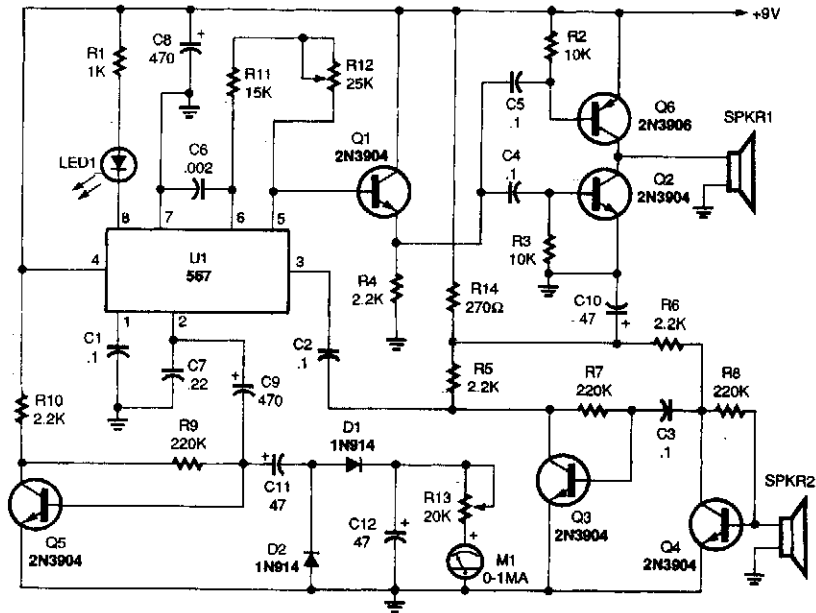 +9V
R1
1K
C8
470
+
R11
15K
R12
25K
R2
10K
C5
.1
Q6
2N3906
SPKR1
LED1
C6
.002
Q1
2N3904
C4
.1
Q2
2N3904
8
7
6
5
4
U1
567
3
R3
10K
R4
2.2K
R14
270Ω
C10
.47
+
R6
2.2K
1
2
C1
.1
C7
.22
+
C9
470
C2
.1
R5
2.2K
R7
220K
R8
220K
R10
2.2K
R9
220K
D1
1N914
C3
.1
SPKR2
+
C11
47
R13
20K
Q5
2N3904
D2
1N914
C12
47
+
+
M1
0-1MA
Q3
2N3904
Q4
2N3904